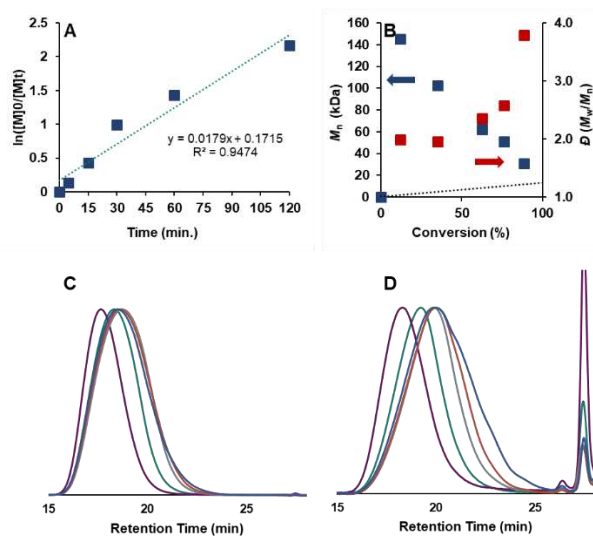 A
ln([M]0/[M]t)
2.5
2
1.5
1
0.5
0
y = 0.0179x + 0.1715
R² = 0.9474
0 15 30 45 60 75 90 105 120
Time (min.)
B
Mn (kDa)
160
140
120
100
80
60
40
20
0
4.0
3.0
2.0
1.0
Đ (Mw/Mn)
0 50 100
Conversion (%)
C
15 20 25
Retention Time (min)
D
15 20 25
Retention Time (min)